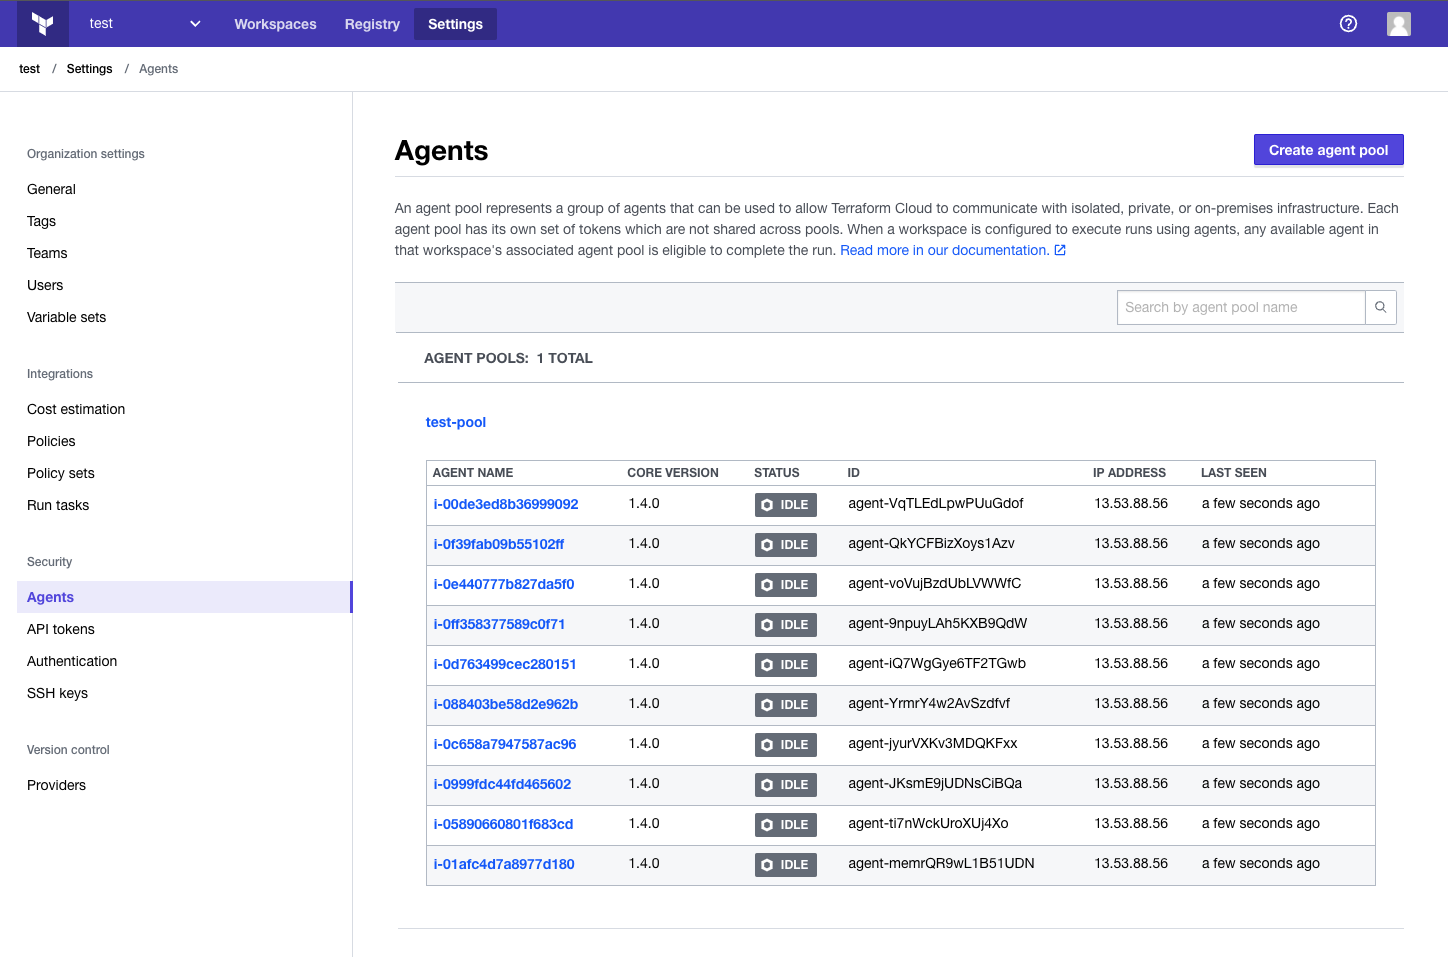 test Workspaces Registry Settings
test / Settings / Agents
Organization settings
General
Tags
Teams
Users
Variable sets
Integrations
Cost estimation
Policies
Policy sets
Run tasks
Security
Agents
API tokens
Authentication
SSH keys
Version control
Providers
Agents
Create agent pool
An agent pool represents a group of agents that can be used to allow Terraform Cloud to communicate with isolated, private, or on-premises infrastructure. Each
agent pool has its own set of tokens which are not shared across pools. When a workspace is configured to execute runs using agents, any available agent in
that workspace's associated agent pool is eligible to complete the run. Read more in our documentation.
Search by agent pool name
AGENT POOLS: 1 TOTAL
test-pool
AGENT NAME CORE VERSION STATUS ID IP ADDRESS LAST SEEN
i-00de3ed8b36999092 1.4.0 IDLE agent-VqTLEdLpwPUuGdof 13.53.88.56 a few seconds ago
i-0f39fab09b55102ff 1.4.0 IDLE agent-QkYCFBizXoys1Azv 13.53.88.56 a few seconds ago
i-0e440777b827da5f0 1.4.0 IDLE agent-voVujBzdUbLVWWfC 13.53.88.56 a few seconds ago
i-0ff358377589c0f71 1.4.0 IDLE agent-9npuyLAh5KXB9QdW 13.53.88.56 a few seconds ago
i-0d763499cec280151 1.4.0 IDLE agent-iQ7WgGye6TF2TGwb 13.53.88.56 a few seconds ago
i-088403be58d2e962b 1.4.0 IDLE agent-YrmrY4w2AvSzdfvf 13.53.88.56 a few seconds ago
i-0c658a7947587ac96 1.4.0 IDLE agent-jyurVXKv3MDQKFxx 13.53.88.56 a few seconds ago
i-0999fdc44fd465602 1.4.0 IDLE agent-JKsmE9jUDNsCiBQa 13.53.88.56 a few seconds ago
i-05890660801f683cd 1.4.0 IDLE agent-ti7nWckUroXUj4Xo 13.53.88.56 a few seconds ago
i-01afc4d7a8977d180 1.4.0 IDLE agent-memrQR9wL1B51UDN 13.53.88.56 a few seconds ago